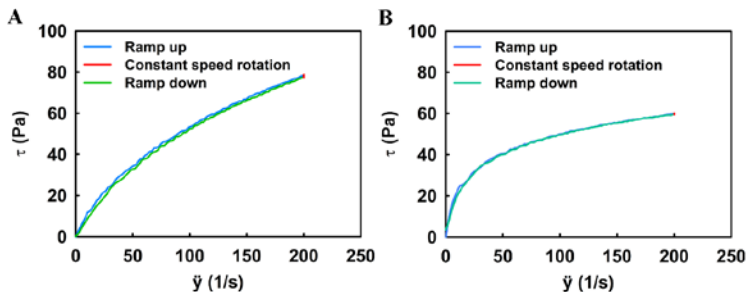 A
100
80
60
40
20
0
τ (Pa)
Ramp up
Constant speed rotation
Ramp down
0 50 100 150 200 250
ÿ (1/s)
B
100
80
60
40
20
0
τ (Pa)
Ramp up
Constant speed rotation
Ramp down
0 50 100 150 200 250
ÿ (1/s)